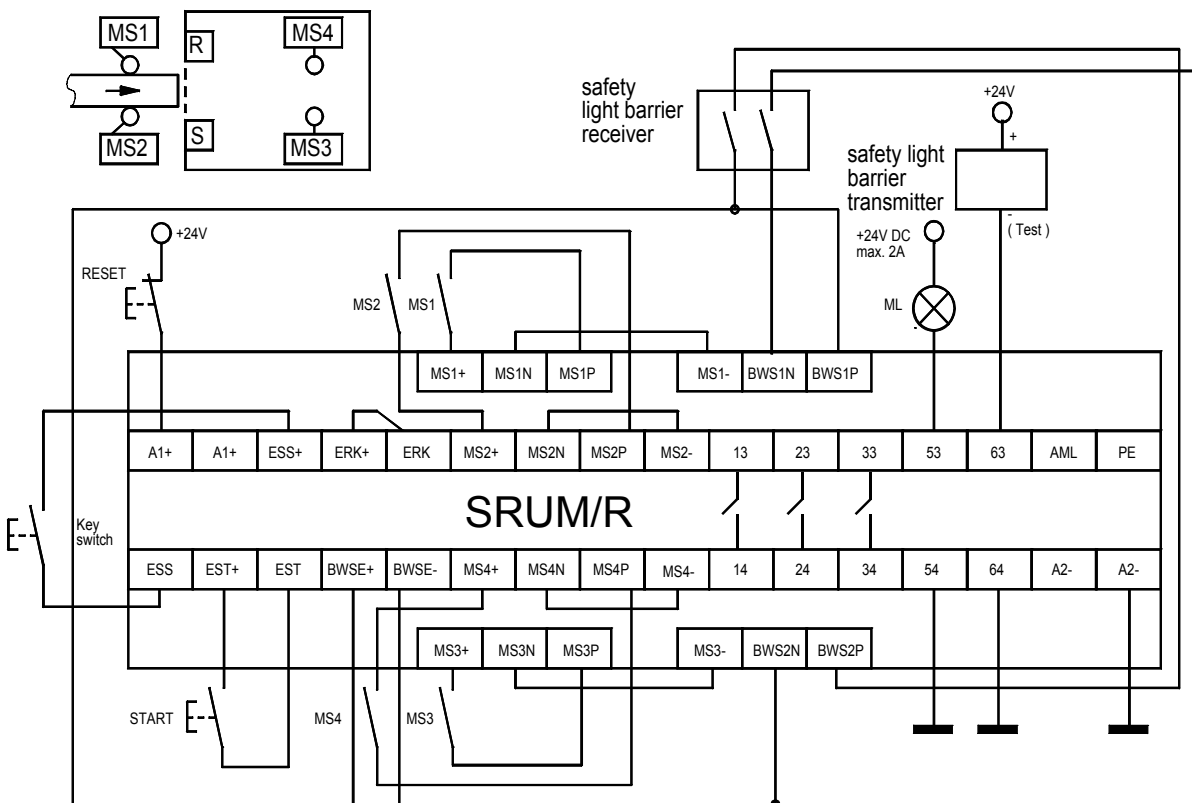 MS1
MS4
R
S
MS2
MS3
safety
light barrier
receiver
+24V
+
safety light
barrier
transmitter
-
( Test )
+24V DC
max. 2A
ML
-
+24V
RESET
MS2
MS1
MS1+ MS1N MS1P MS1- BWS1N BWS1P
A1+ A1+ ESS+ ERK+ ERK MS2+ MS2N MS2P MS2- 13 23 33 53 63 AML PE
SRUM/R
Key
switch
ESS EST+ EST BWSE+ BWSE- MS4+ MS4N MS4P MS4- 14 24 34 54 64 A2- A2-
MS3+ MS3N MS3P MS3- BWS2N BWS2P
START
MS4
MS3